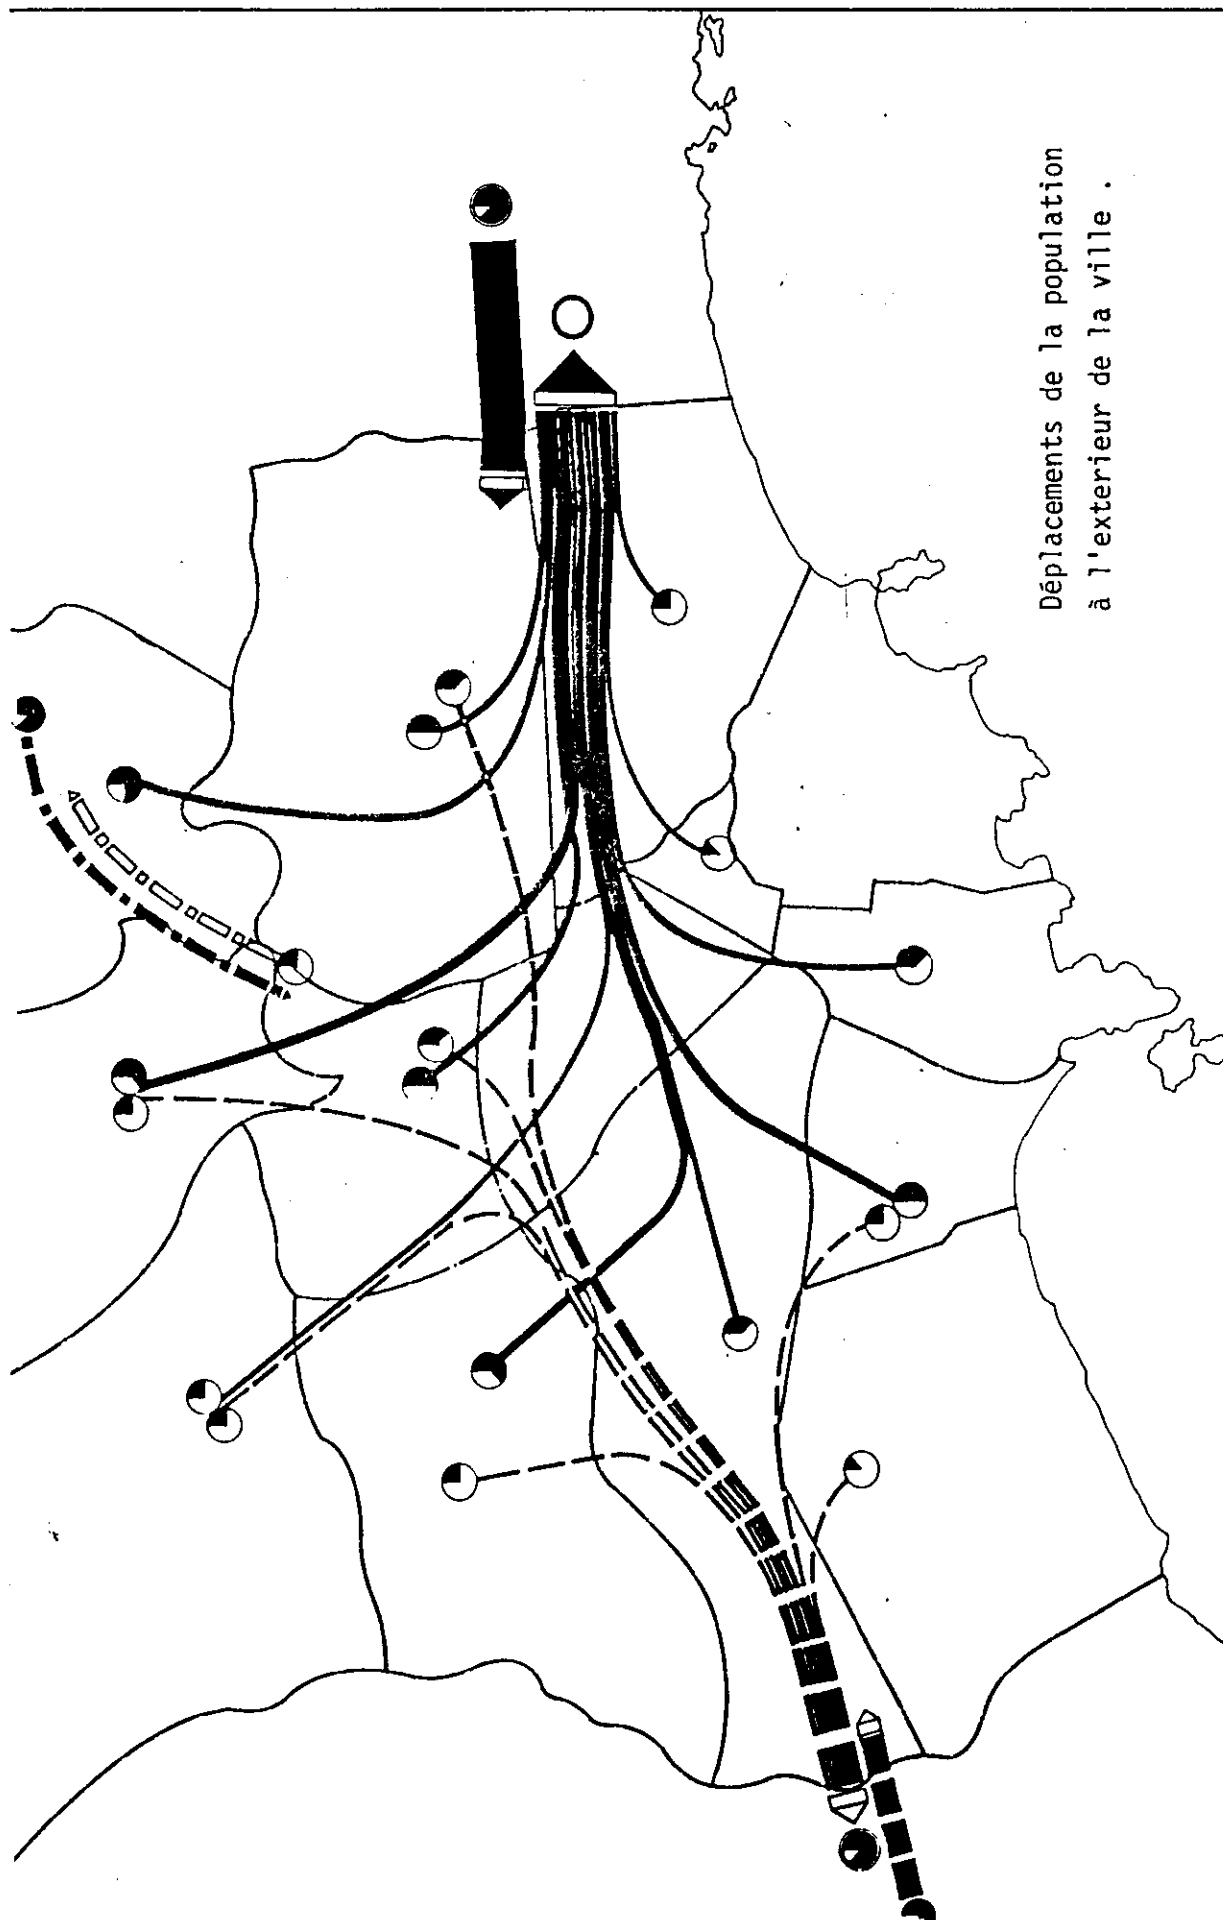 Déplacements de la population
à l'exterieur de la ville .